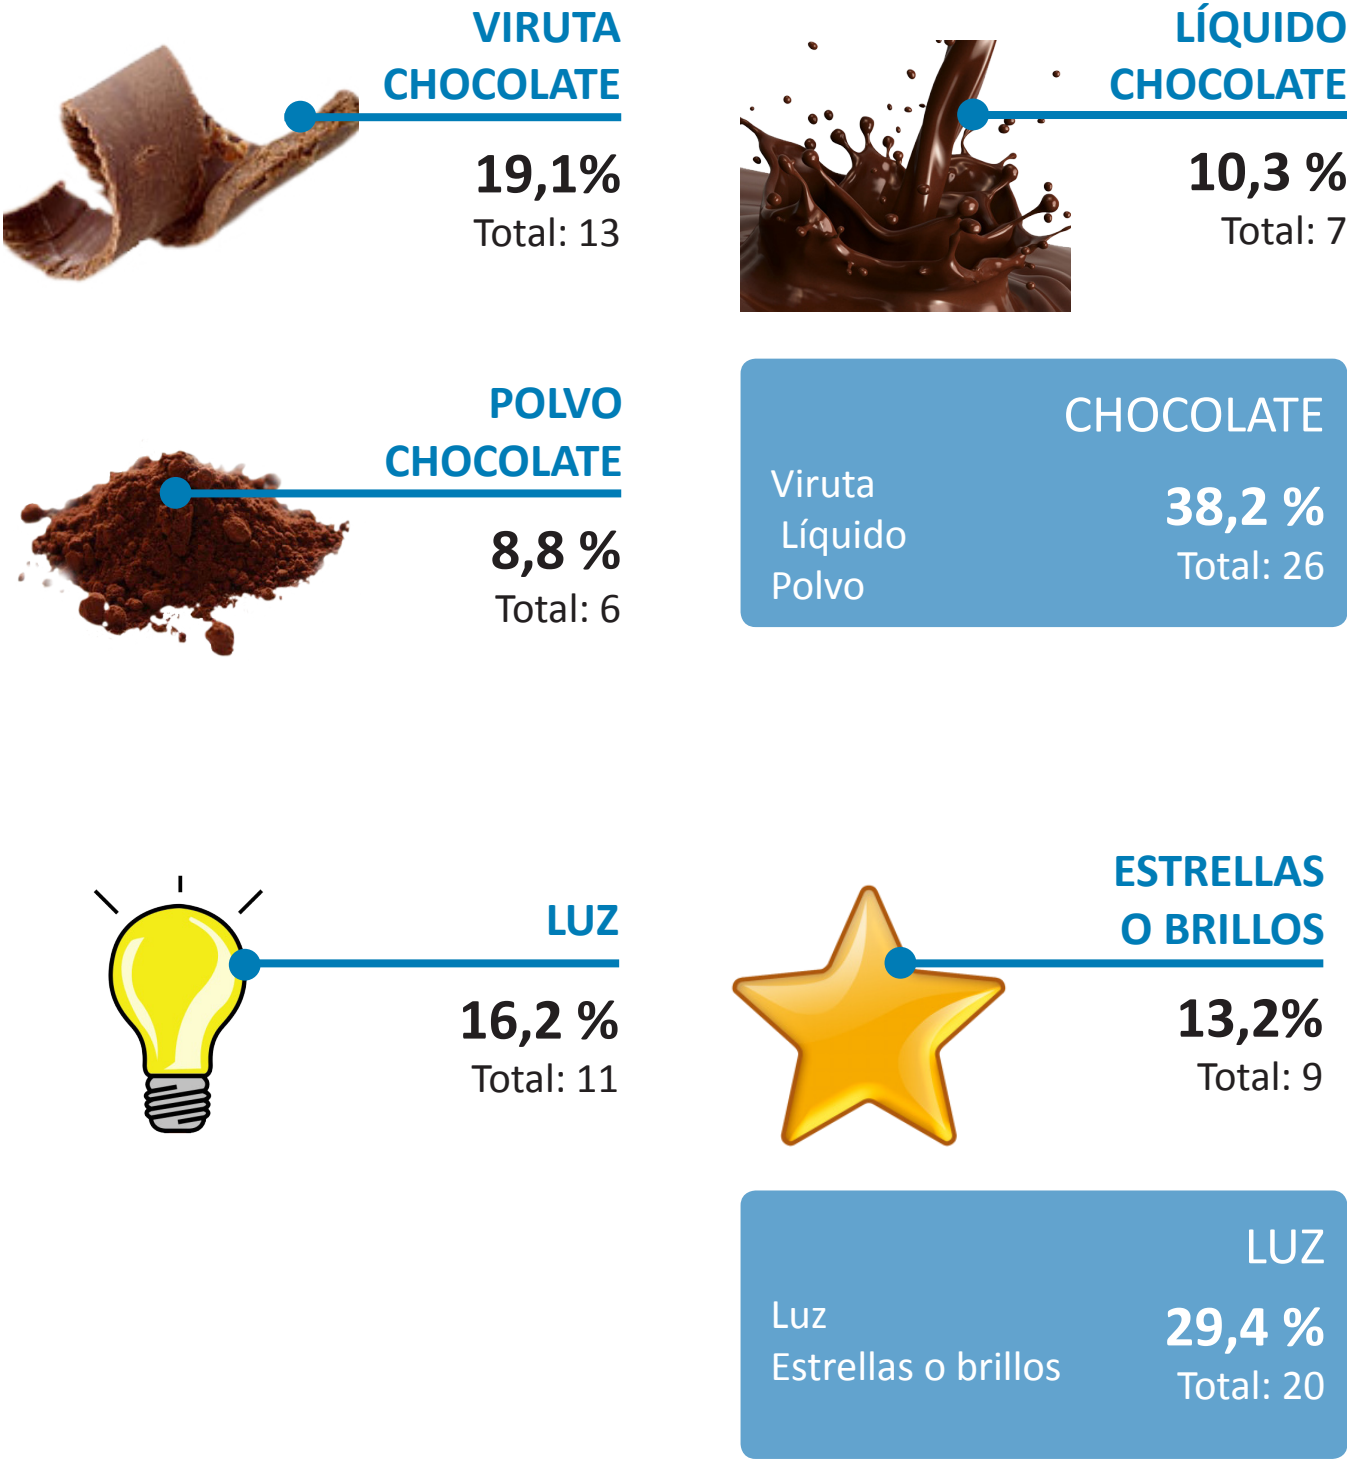 VIRUTA
CHOCOLATE
19,1%
Total: 13
LÍQUIDO
CHOCOLATE
10,3 %
Total: 7
POLVO
CHOCOLATE
8,8 %
Total: 6
CHOCOLATE
Viruta
Líquido
Polvo
38,2 %
Total: 26
LUZ
16,2 %
Total: 11
ESTRELLAS
O BRILLOS
13,2%
Total: 9
LUZ
Luz
Estrellas o brillos
29,4 %
Total: 20